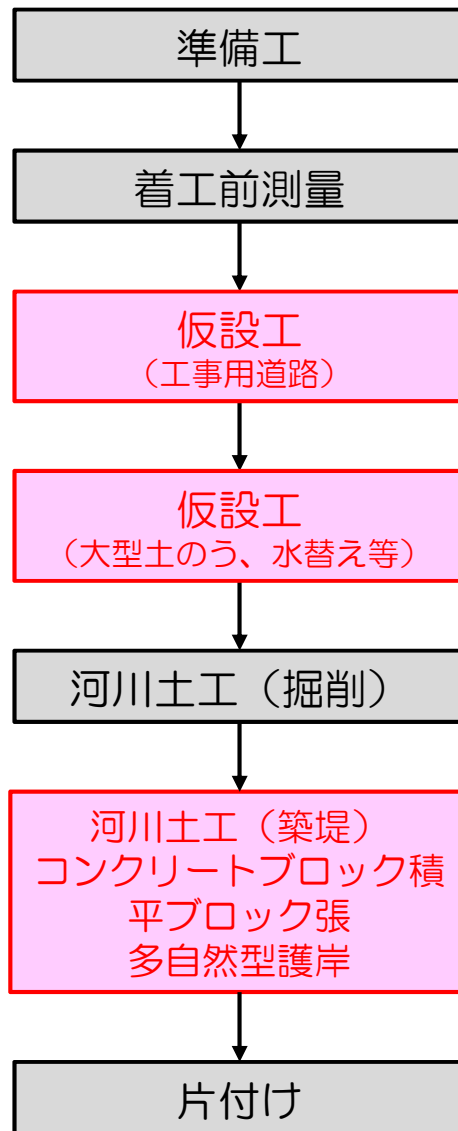 準備工
着工前測量
仮設工
（工事用道路）
仮設工
（大型土のう、水替え等）
河川土工（掘削）
河川土工（築堤）
コンクリートブロック積
平ブロック張
多自然型護岸
片付け